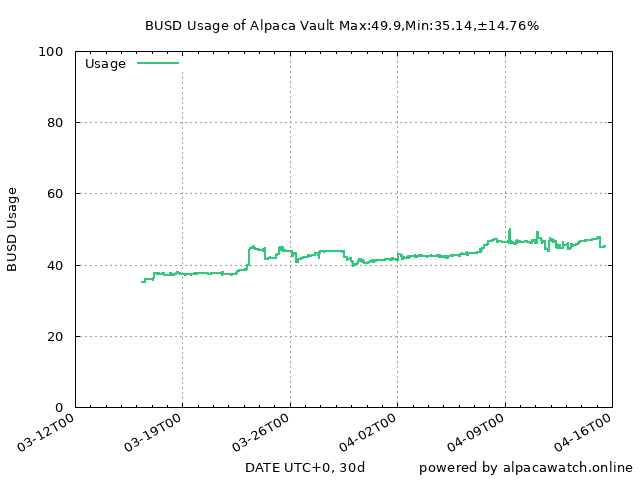 BUSD Usage of Alpaca Vault Max:49.9,Min:35.14,±14.76%
Usage
BUSD Usage
100
80
60
40
20
0
03-12T00
03-19T00
03-26T00
04-02T00
04-09T00
04-16T00
DATE UTC+0, 30d
powered by alpacawatch.online